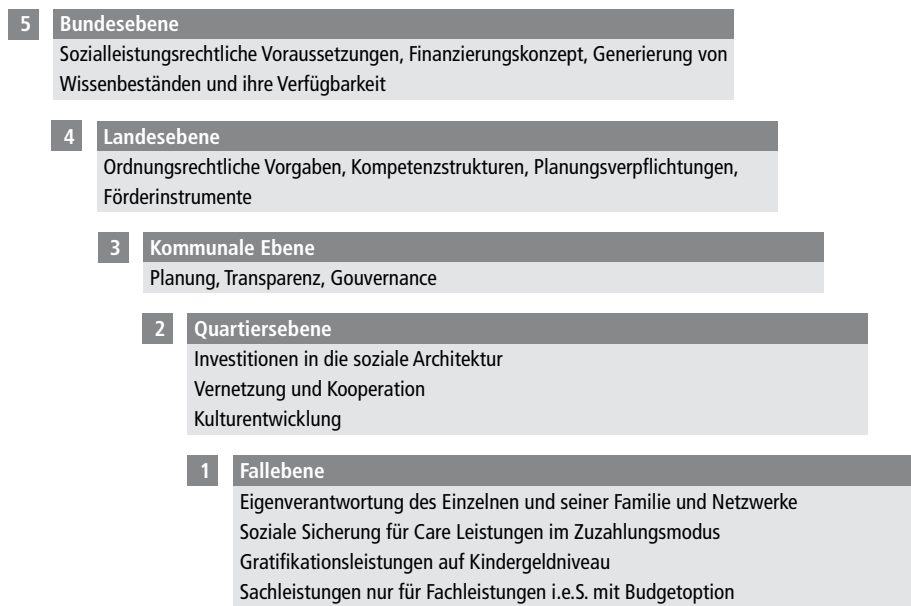 5 Bundesebene
Sozialleistungsrechtliche Voraussetzungen, Finanzierungskonzept, Generierung von
Wissenbeständen und ihre Verfügbarkeit
4 Landesebene
Ordnungsrechtliche Vorgaben, Kompetenzstrukturen, Planungsverpflichtungen,
Förderinstrumente
3 Kommunale Ebene
Planung, Transparenz, Gouvernance
2 Quartiersebene
Investitionen in die soziale Architektur
Vernetzung und Kooperation
Kulturentwicklung
1 Fallebene
Eigenverantwortung des Einzelnen und seiner Familie und Netzwerke
Soziale Sicherung für Care Leistungen im Zuzahlungsmodus
Gratifikationsleistungen auf Kindergeldniveau
Sachleistungen nur für Fachleistungen i.e.S. mit Budgetoption